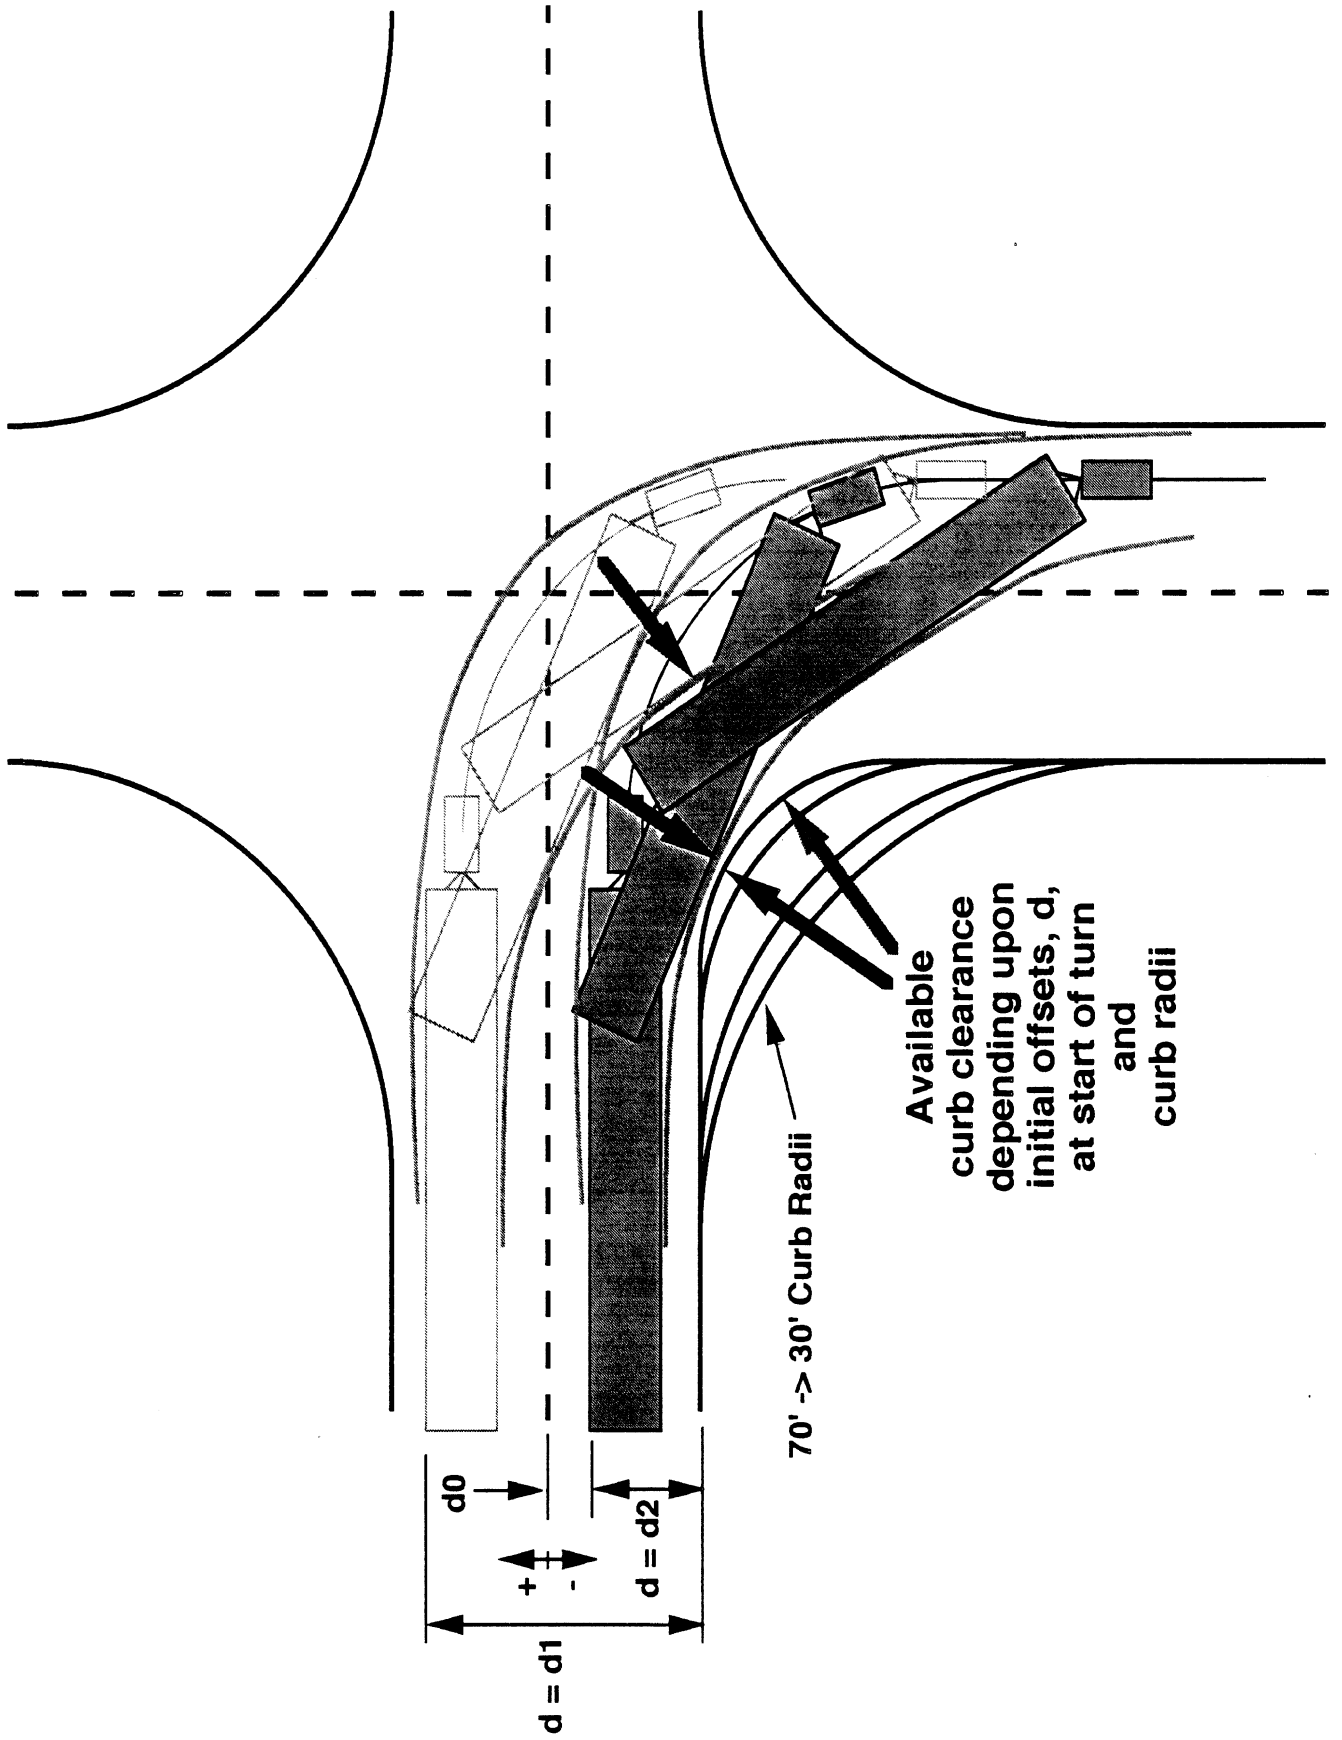 d = d1
+
-
d0
d = d2
70' -> 30' Curb Radii
Available
curb clearance
depending upon
initial offsets, d,
at start of turn
and
curb radii